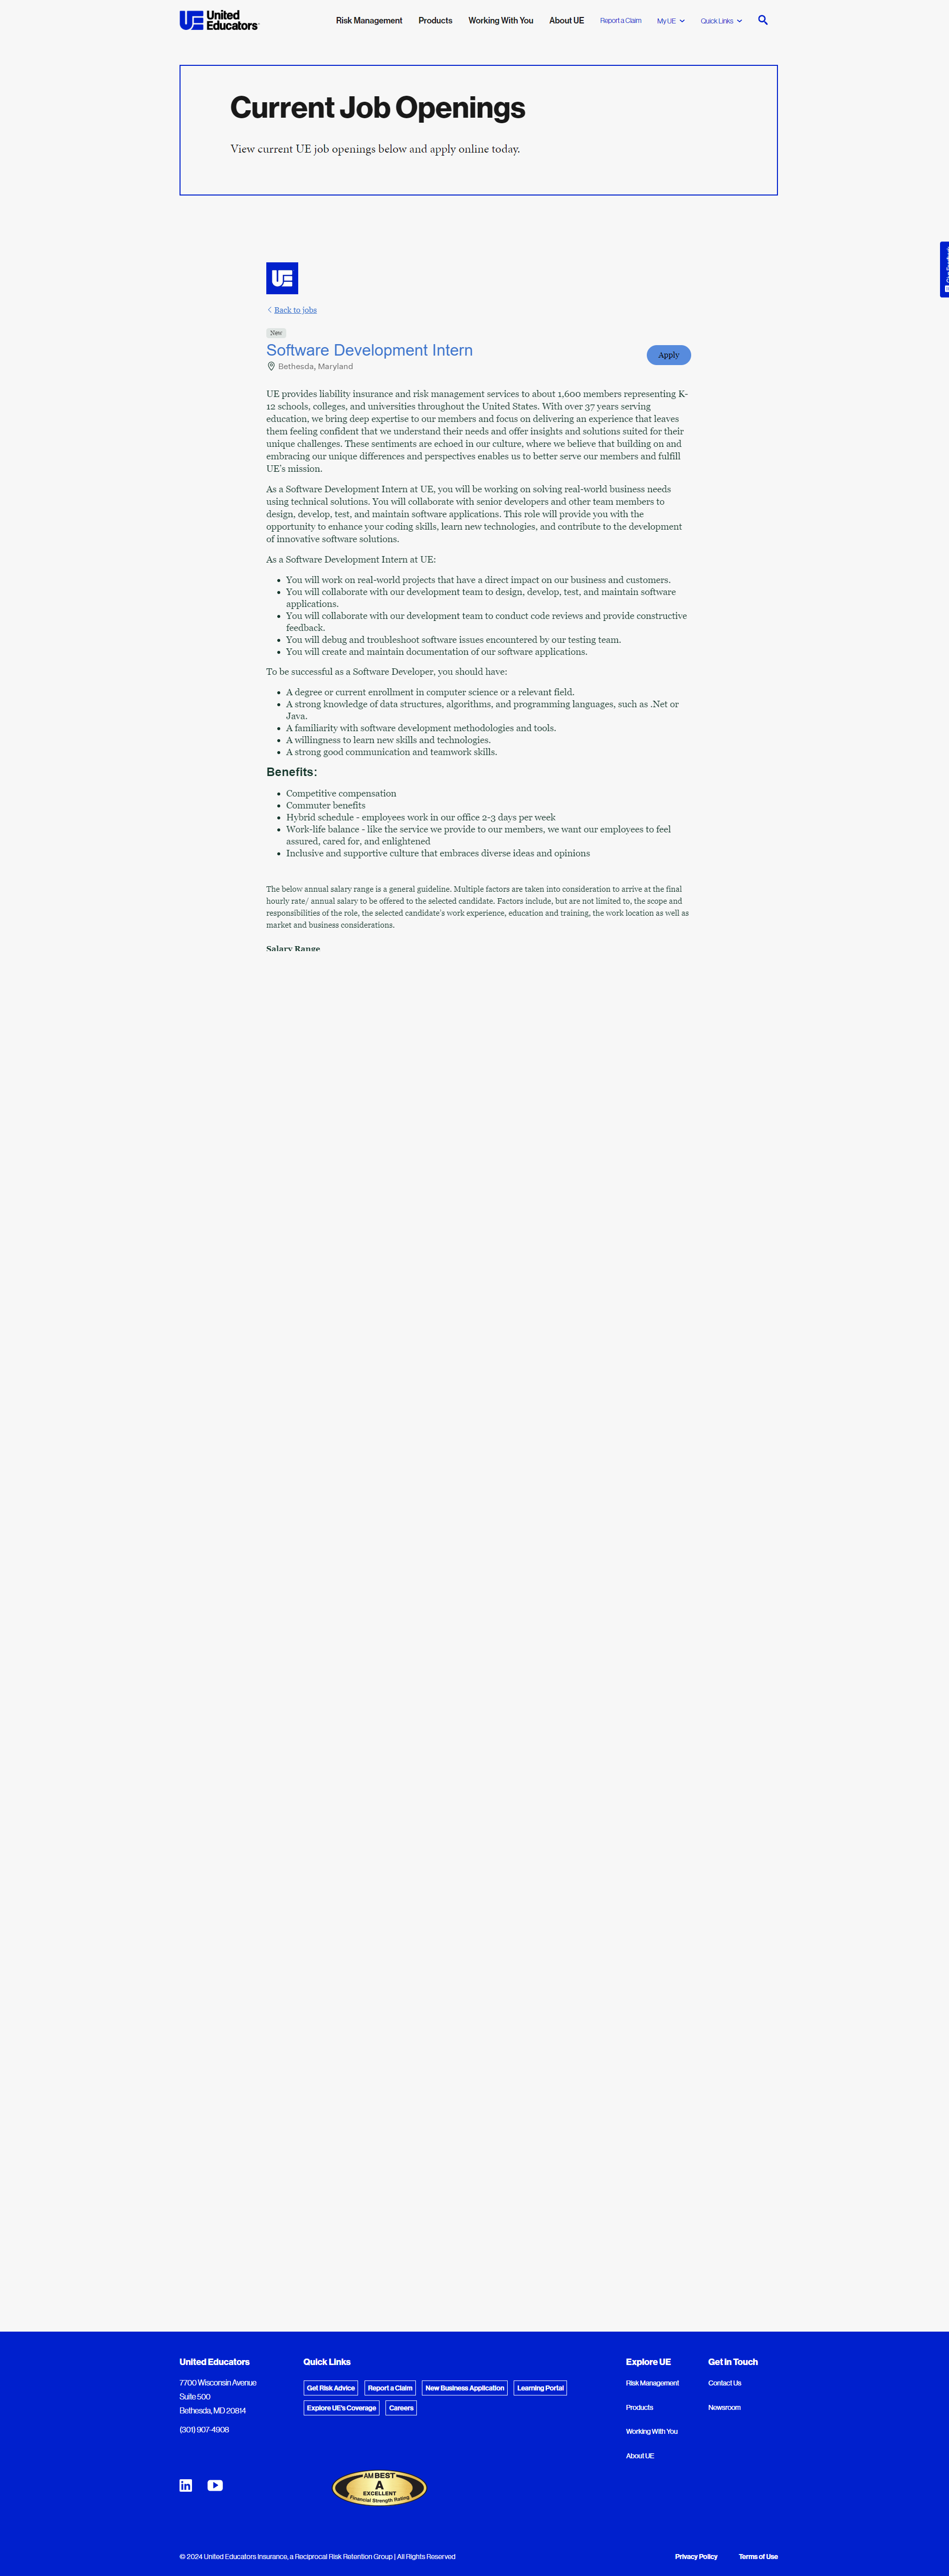 United
Educators
Risk Management Products Working With You About UE Report a Claim My UE Quick Links
Current Job Openings
View current UE job openings below and apply online today.
UE
Back to jobs
New
Software Development Intern
Apply
Bethesda, Maryland
UE provides liability insurance and risk management services to about 1,600 members representing K-
12 schools, colleges, and universities throughout the United States. With over 37 years serving
education, we bring deep expertise to our members and focus on delivering an experience that leaves
them feeling confident that we understand their needs and offer insights and solutions suited for their
unique challenges. These sentiments are echoed in our culture, where we believe that building on and
embracing our unique differences and perspectives enables us to better serve our members and fulfill
UE's mission.
As a Software Development Intern at UE, you will be working on solving real-world business needs
using technical solutions. You will collaborate with senior developers and other team members to
design, develop, test, and maintain software applications. This role will provide you with the
opportunity to enhance your coding skills, learn new technologies, and contribute to the development
of innovative software solutions.
As a Software Development Intern at UE:
• You will work on real-world projects that have a direct impact on our business and customers.
• You will collaborate with our development team to design, develop, test, and maintain software
applications.
• You will collaborate with our development team to conduct code reviews and provide constructive
feedback.
• You will debug and troubleshoot software issues encountered by our testing team.
• You will create and maintain documentation of our software applications.
To be successful as a Software Developer, you should have:
• A degree or current enrollment in computer science or a relevant field.
• A strong knowledge of data structures, algorithms, and programming languages, such as .Net or
Java.
• A familiarity with software development methodologies and tools.
• A willingness to learn new skills and technologies.
• A strong good communication and teamwork skills.
Benefits:
• Competitive compensation
• Commuter benefits
• Hybrid schedule - employees work in our office 2-3 days per week
• Work-life balance - like the service we provide to our members, we want our employees to feel
assured, cared for, and enlightened
• Inclusive and supportive culture that embraces diverse ideas and opinions
The below annual salary range is a general guideline. Multiple factors are taken into consideration to arrive at the final
hourly rate/ annual salary to be offered to the selected candidate. Factors include, but are not limited to, the scope and
responsibilities of the role, the selected candidate's work experience, education and training, the work location as well as
market and business considerations.
Salary Range
United Educators
7700 Wisconsin Avenue
Suite 500
Bethesda, MD 20814
(301) 907-4908
Quick Links
Get Risk Advice Report a Claim New Business Application Learning Portal
Explore UE's Coverage Careers
Explore UE
Risk Management
Products
Working With You
About UE
Get in Touch
Contact Us
Newsroom
AM BEST
A
EXCELLENT
Financial Strength Rating
© 2024 United Educators Insurance, a Reciprocal Risk Retention Group | All Rights Reserved
Privacy Policy Terms of Use